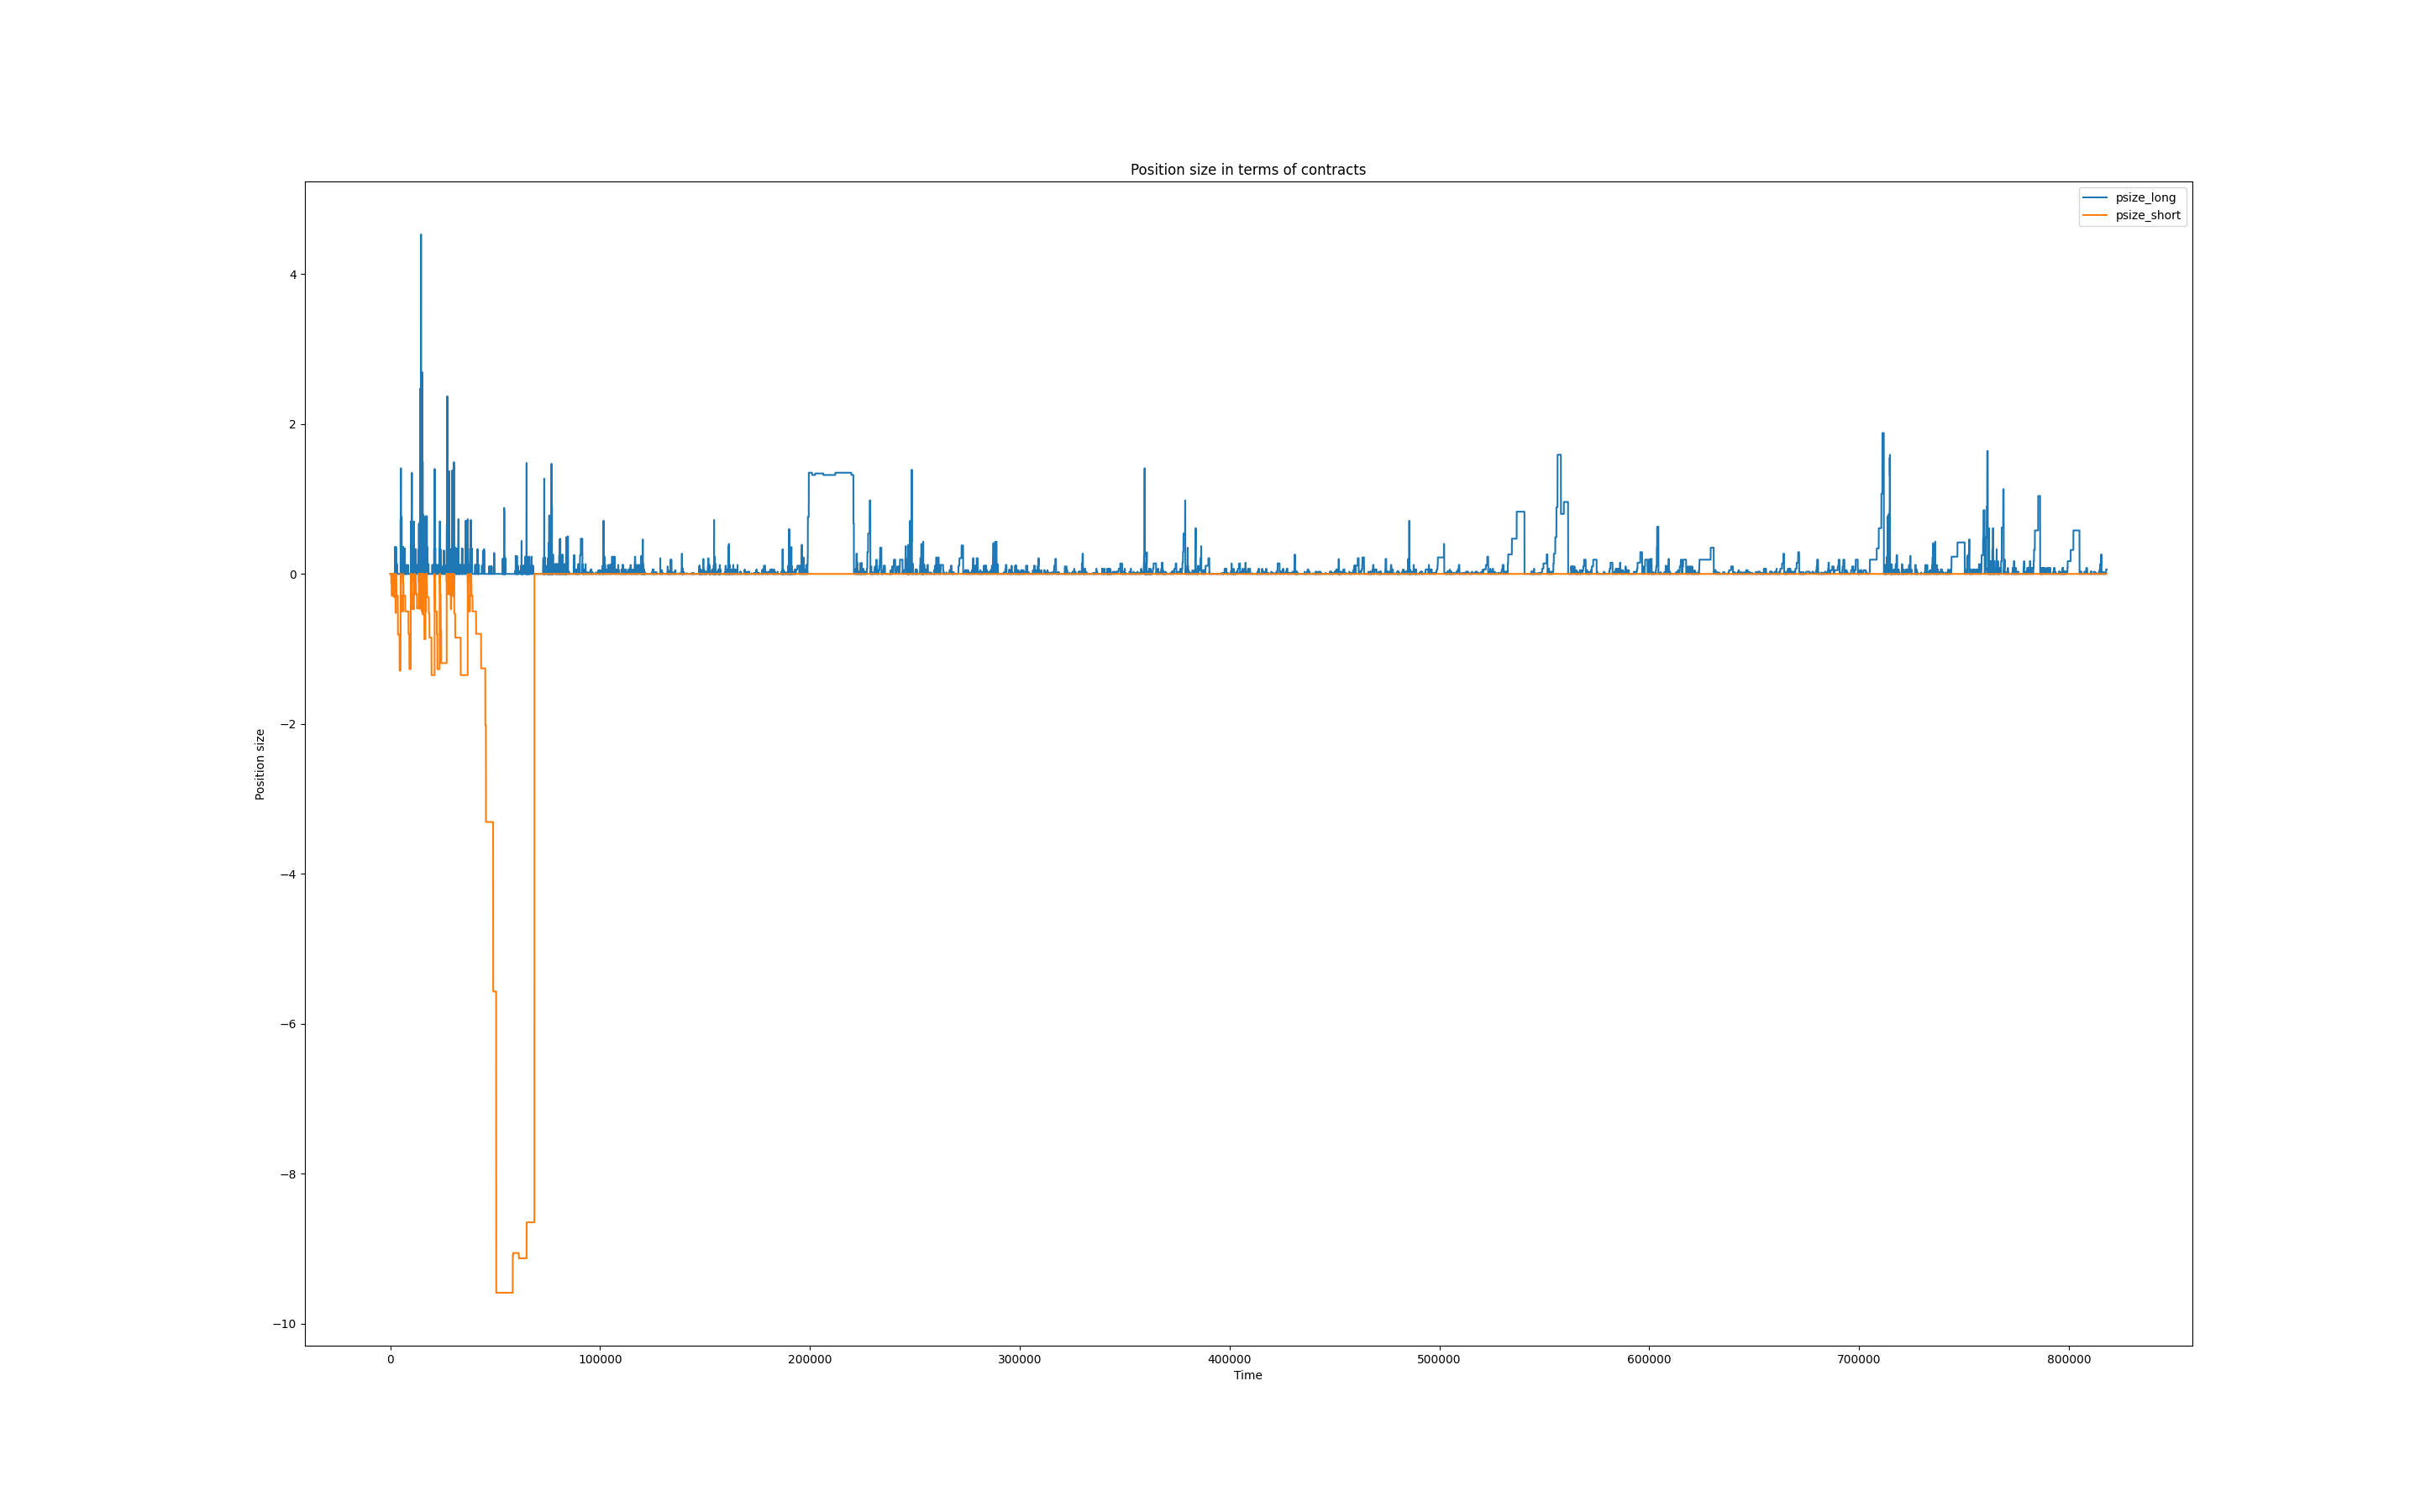 Position size in terms of contracts
psize_long
psize_short
4
2
0
−2
−4
−6
−8
−10
Position size
0 100000 200000 300000 400000 500000 600000 700000 800000
Time